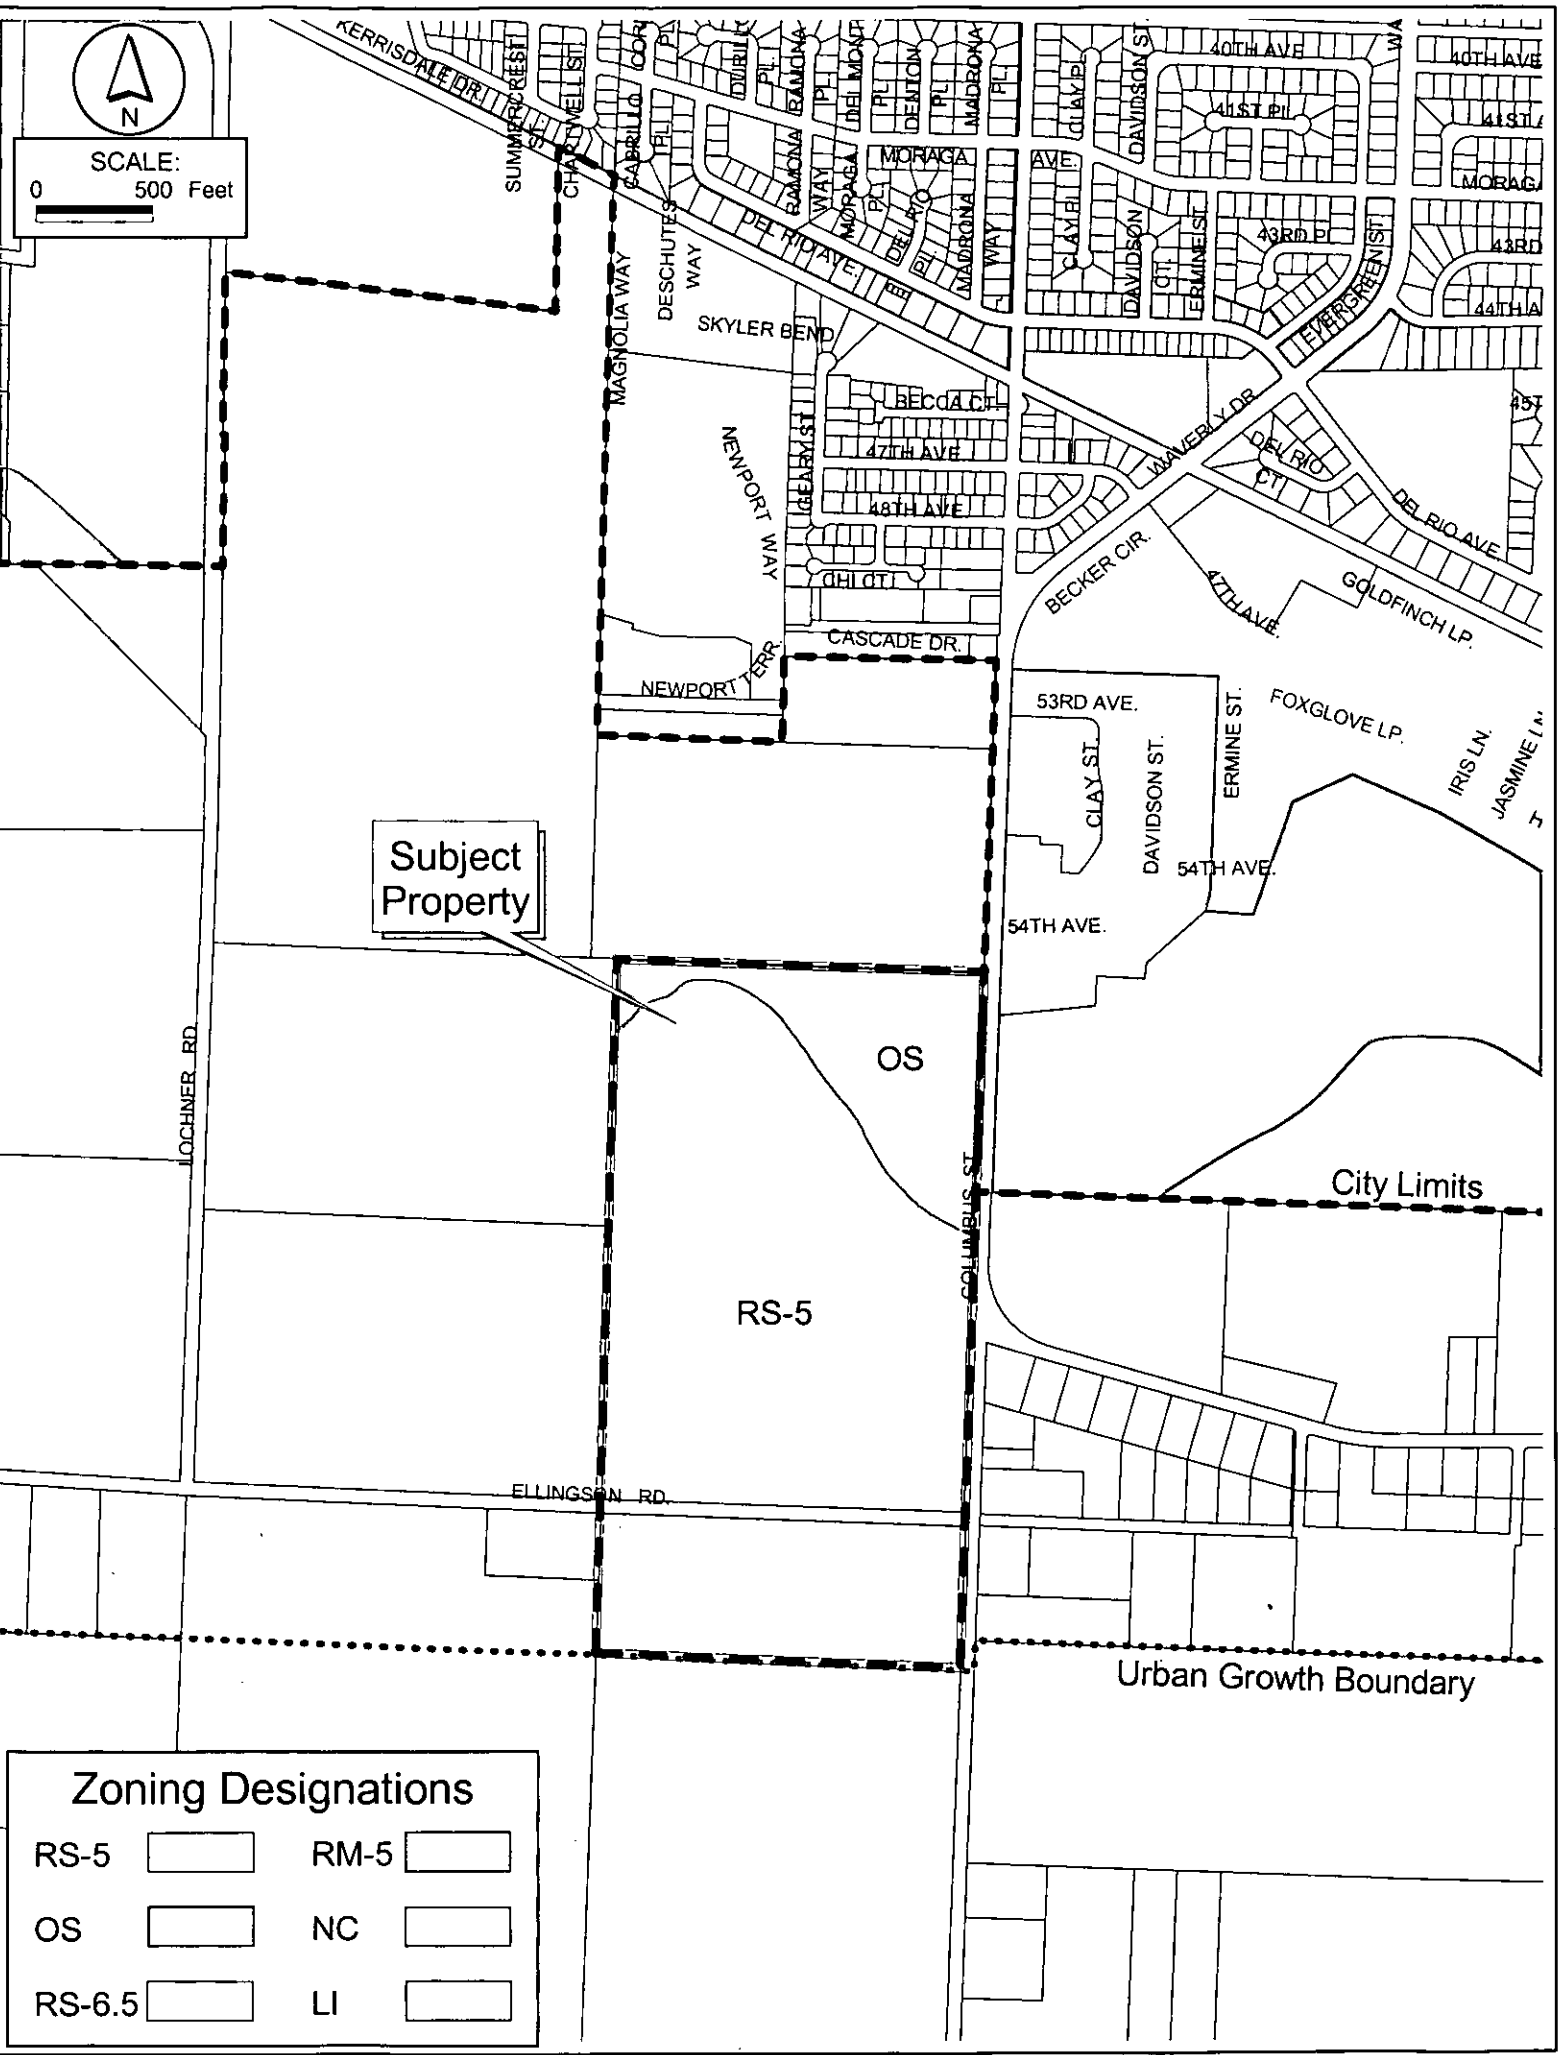 N
SCALE:
0 500 Feet
KERRISDALE DR.
SUMMERCREST ST.
CHARTWELL ST.
CABRILLO PL.
PL.
PL.
RAMONA PL.
RAMONA WAY
DELMONT PL.
DENTON PL.
MADRONA PL.
CLAY PL.
DAVIDSON ST.
40TH AVE
WA
40TH AVE
41ST PL.
41ST A
MORAGA AVE.
MORAGA
MORAGA PL.
DEL RIO PL.
MADRONA WAY
CLAY PL.
DAVIDSON CT.
ERMINE ST.
43RD PL
43RD
EVERGREEN ST.
44TH A
DEL RIO AVE.
DESCHUTES WAY
MAGNOLIA WAY
SKYLER BEND
BECCA CT.
GEARY ST
47TH AVE.
48TH AVE.
CHI CT.
NEWPORT WAY
WAVERLY DR.
DEL RIO CT.
DEL RIO AVE.
45T
BECKER CIR.
47TH AVE.
GOLDFINCH LP.
CASCADE DR.
NEWPORT TERR.
53RD AVE.
CLAY ST.
DAVIDSON ST.
ERMINE ST.
FOXGLOVE LP.
IRIS LN.
JASMINE LN
54TH AVE.
54TH AVE.
Subject
Property
OS
LOCHNER RD
COLUMBUS ST.
City Limits
RS-5
ELLINGSON RD.
Urban Growth Boundary
Zoning Designations
RS-5 RM-5
OS NC
RS-6.5 LI